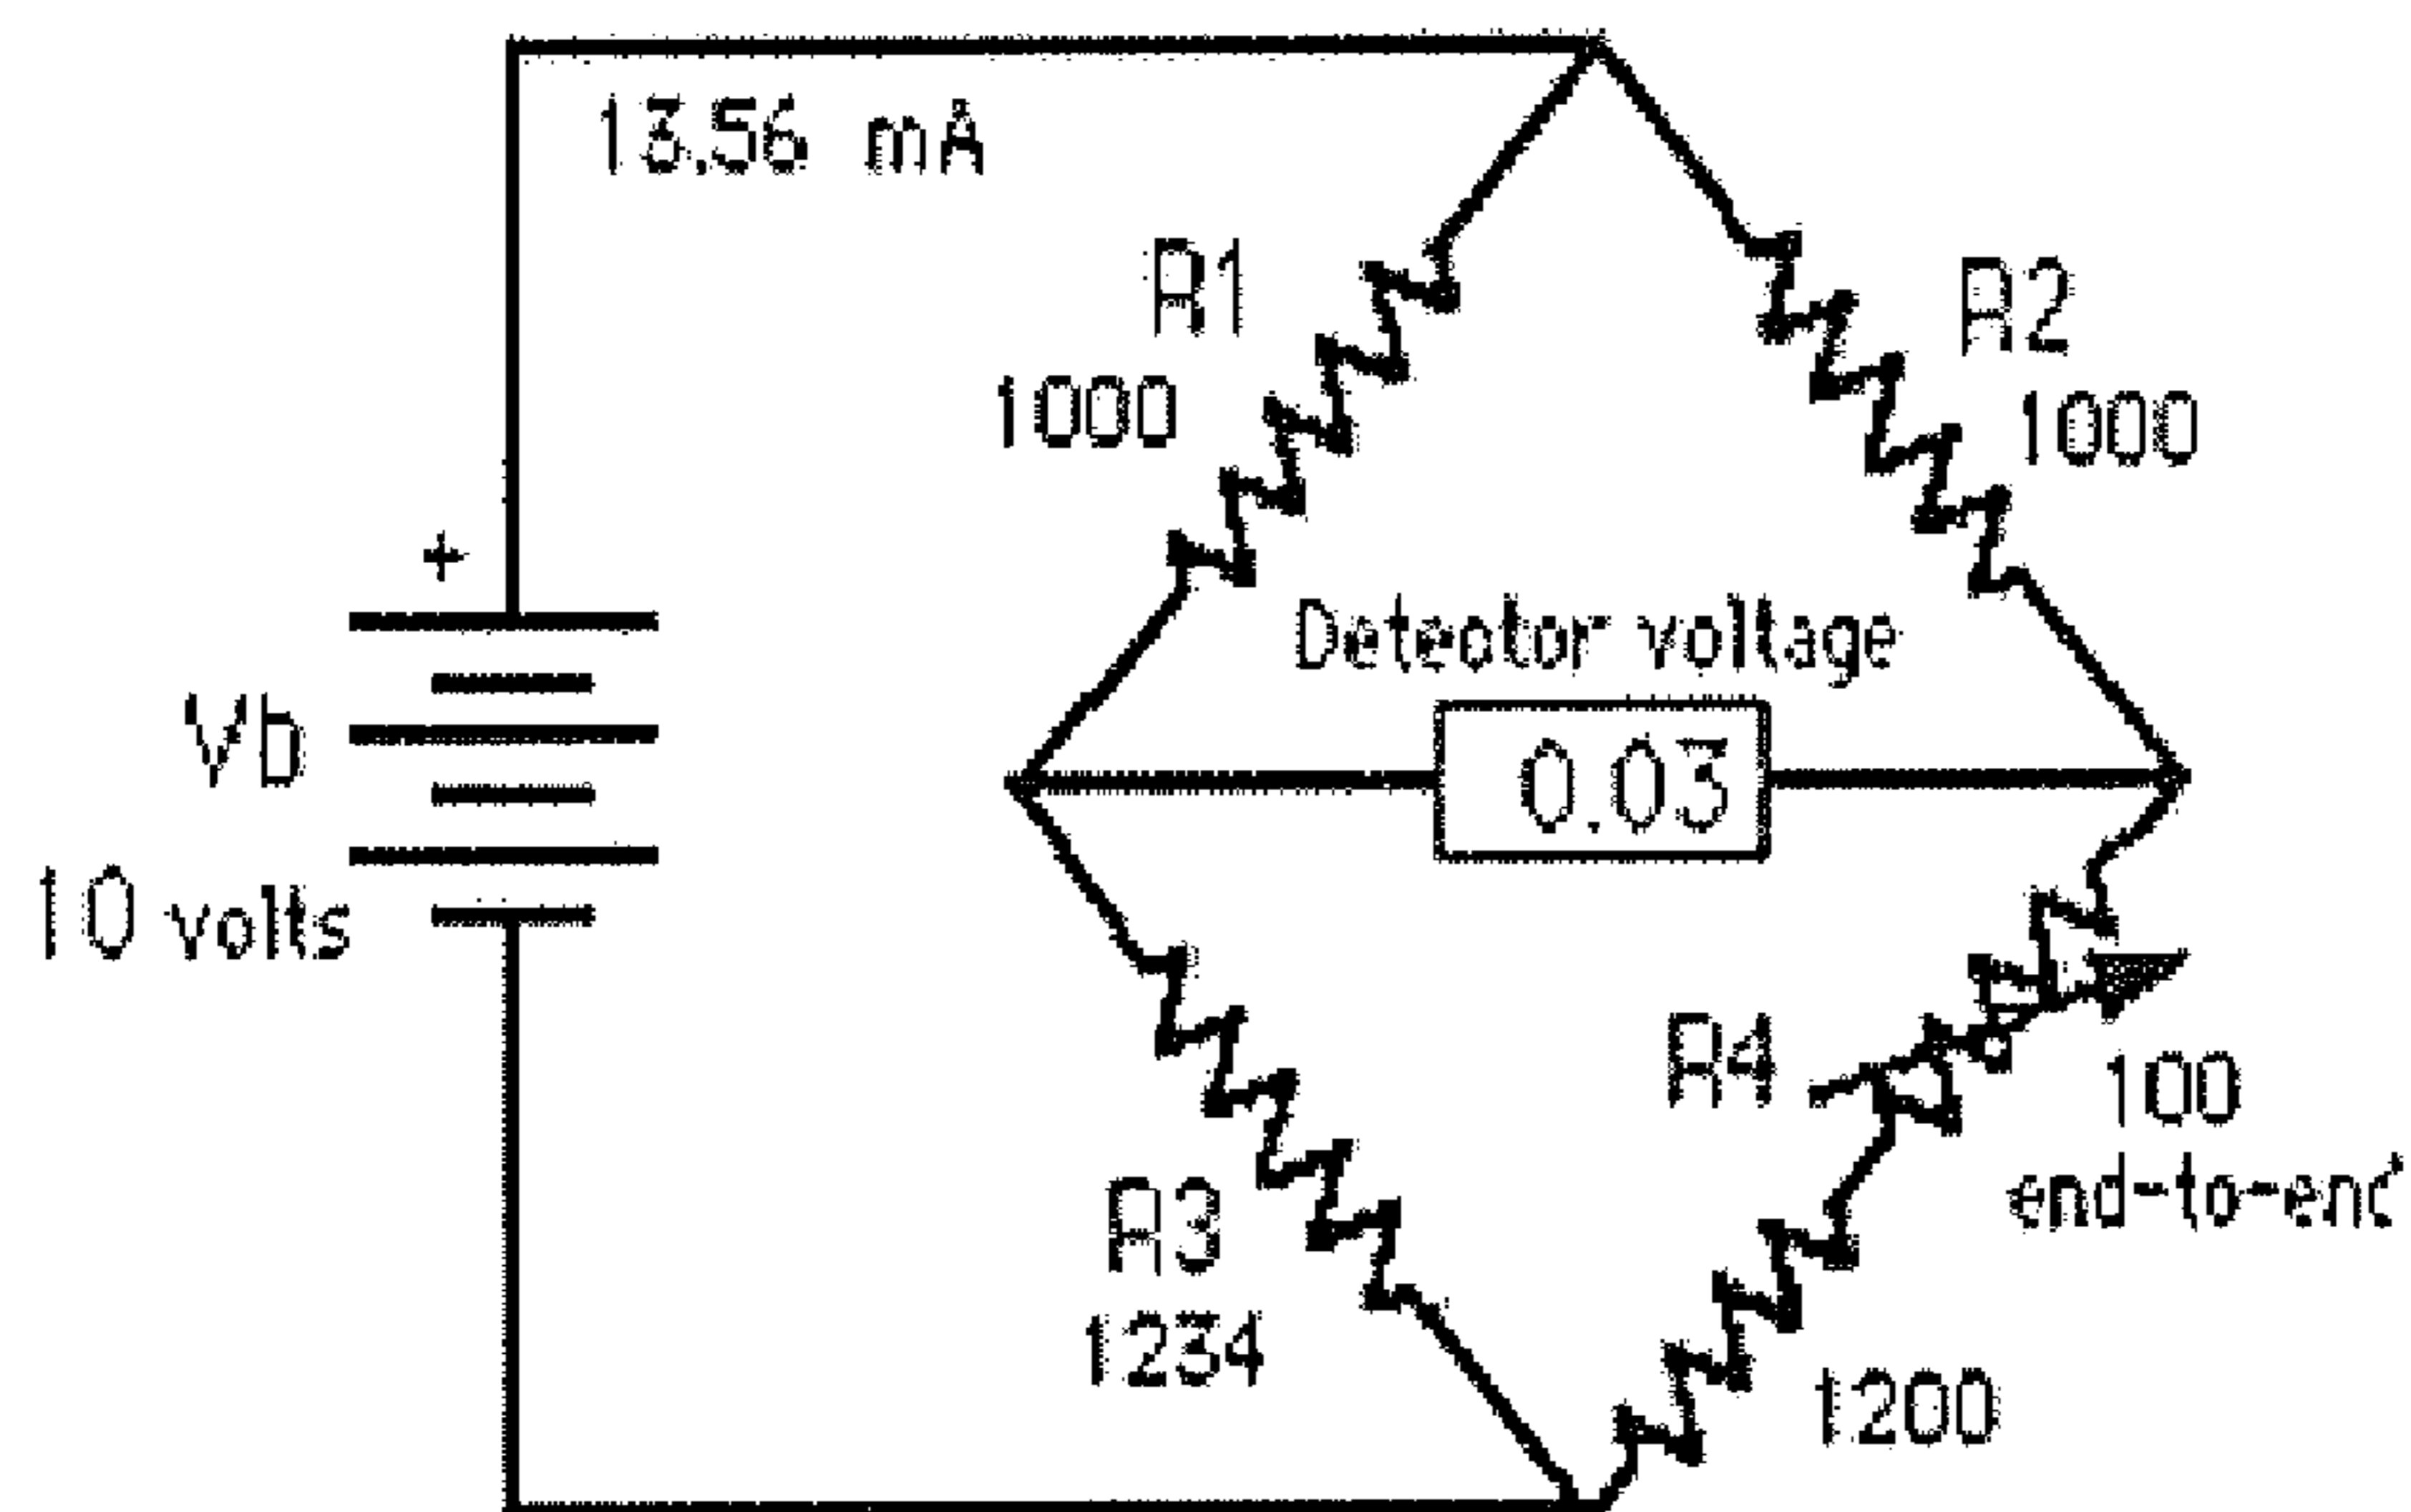 13.56 mA
R1
1000
R2
1000
+
Detector voltage
0.03
Vb
10 volts
R4
100
end-to-end
R3
1234
1200